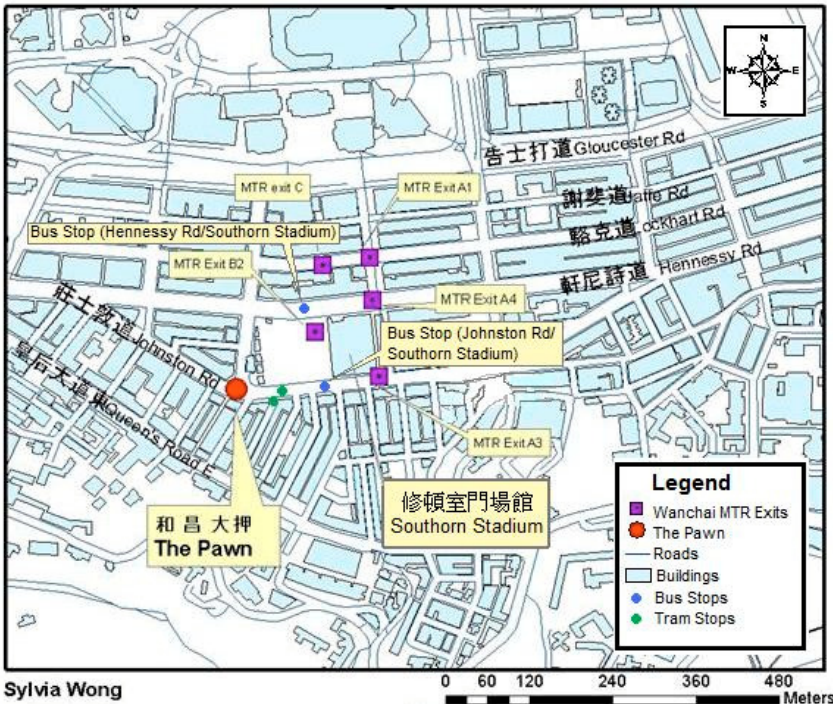 N
W E
S
告士打道 Gloucester Rd
謝斐道 Jaffe Rd
駱克道 Lockhart Rd
軒尼詩道 Hennessy Rd
MTR exit C
MTR Exit A1
Bus Stop (Hennessy Rd/Southorn Stadium)
MTR Exit B2
MTR Exit A4
Bus Stop (Johnston Rd/
Southorn Stadium)
莊士敦道 Johnston Rd
皇后大道東 Queen's Road E
MTR Exit A3
和昌大押
The Pawn
修頓室門場館
Southorn Stadium
Legend
Wanchai MTR Exits
The Pawn
Roads
Buildings
Bus Stops
Tram Stops
Sylvia Wong
0 60 120 240 360 480
Meters